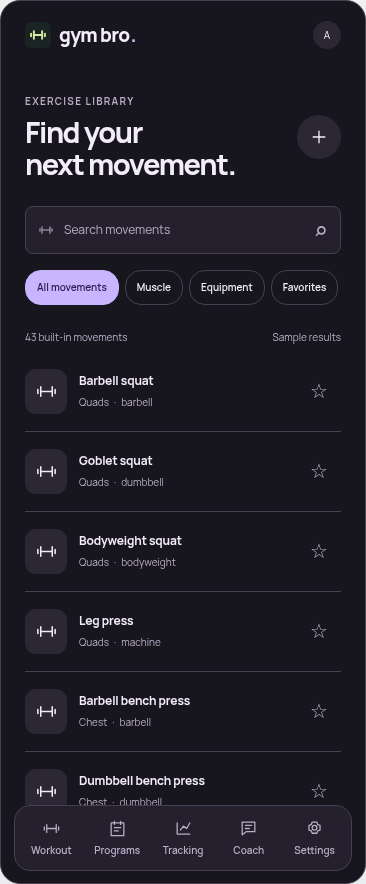 gym bro.
A
EXERCISE LIBRARY
Find your
next movement.
Search movements
All movements
Muscle
Equipment
Favorites
43 built-in movements
Sample results
Barbell squat
Quads · barbell
Goblet squat
Quads · dumbbell
Bodyweight squat
Quads · bodyweight
Leg press
Quads · machine
Barbell bench press
Chest · barbell
Dumbbell bench press
Chest · dumbbell
Workout
Programs
Tracking
Coach
Settings